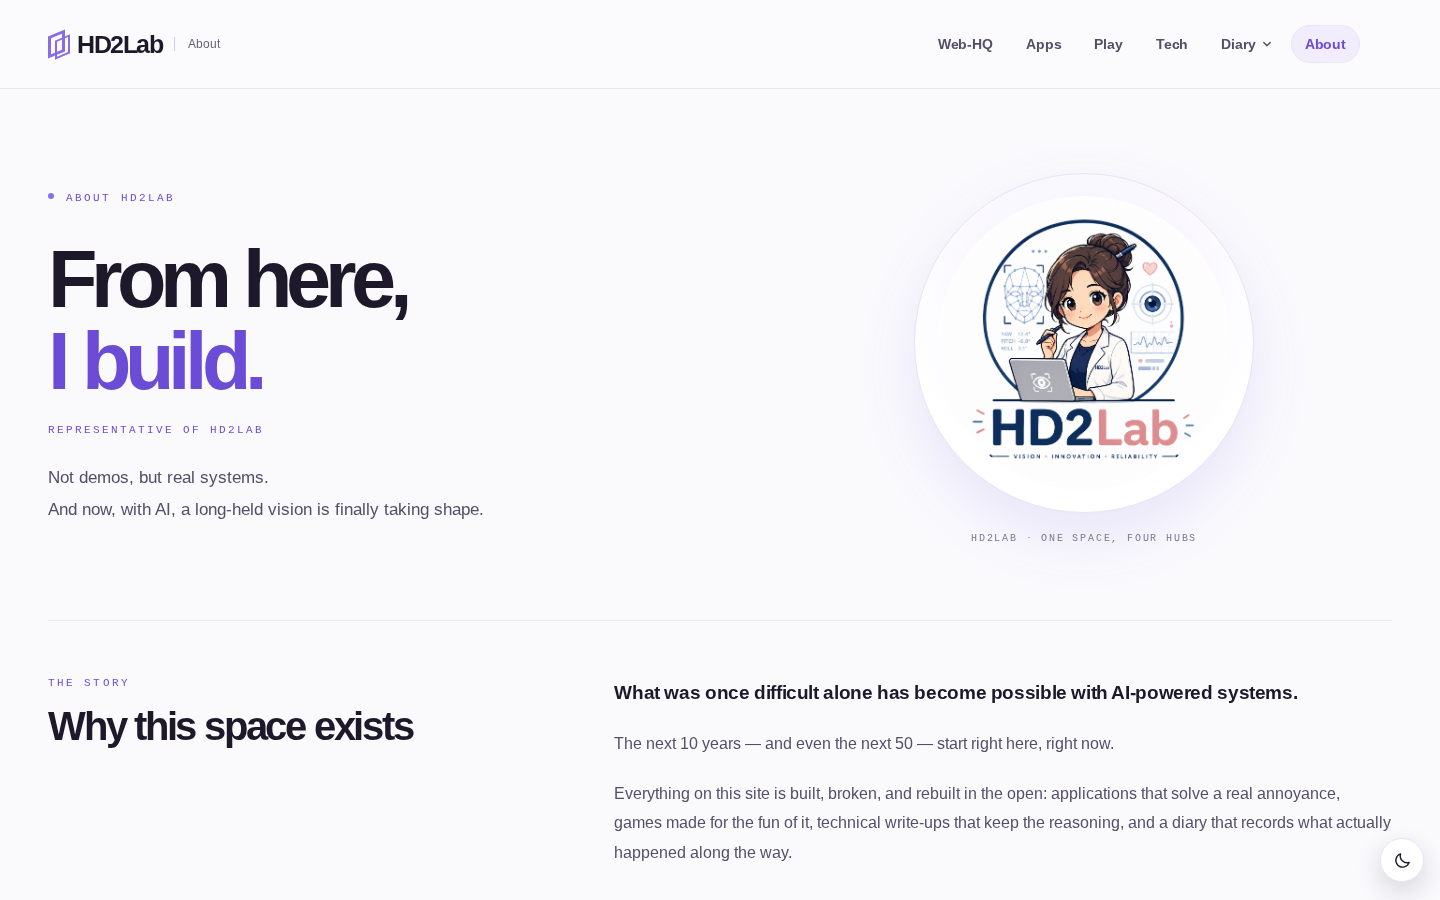 HD2Lab
About
Web-HQ
Apps
Play
Tech
Diary
About
ABOUT HD2LAB
From here,
I build.
REPRESENTATIVE OF HD2LAB
Not demos, but real systems.
And now, with AI, a long-held vision is finally taking shape.
HD2Lab
VISION • INNOVATION • RELIABILITY
HD2LAB · ONE SPACE, FOUR HUBS
THE STORY
Why this space exists
What was once difficult alone has become possible with AI-powered systems.
The next 10 years — and even the next 50 — start right here, right now.
Everything on this site is built, broken, and rebuilt in the open: applications that solve a real annoyance,
games made for the fun of it, technical write-ups that keep the reasoning, and a diary that records what actually
happened along the way.